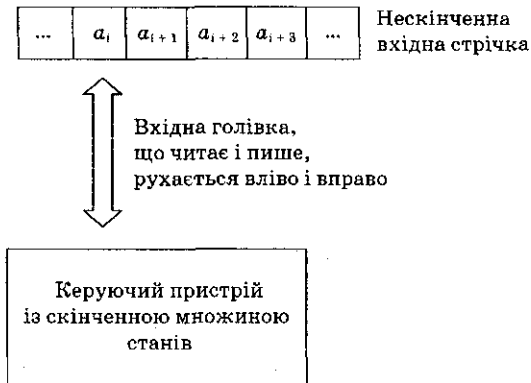 ... a_i a_{i+1} a_{i+2} a_{i+3} ...
Нескінченна
вхідна стрічка
Вхідна голівка,
що читає і пише,
рухається вліво і вправо
Керуючий пристрій
із скінченною множиною
станів